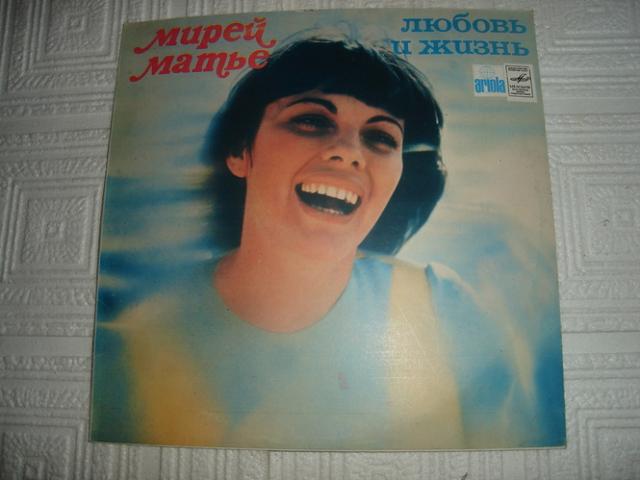 Мирей
Матье
любовь
и жизнь
ariola